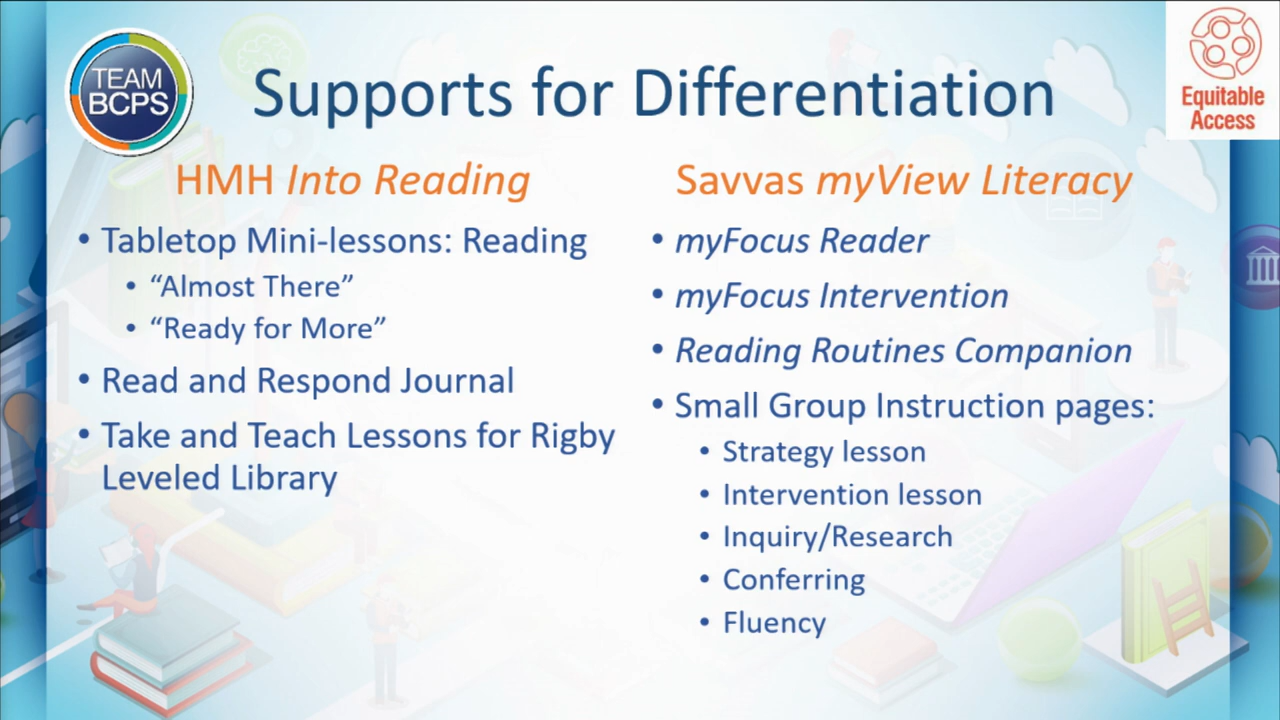 TEAM
BCPS
Supports for Differentiation
Equitable
Access
HMH Into Reading
• Tabletop Mini-lessons: Reading
• “Almost There”
• “Ready for More”
• Read and Respond Journal
• Take and Teach Lessons for Rigby
Leveled Library
Savvas myView Literacy
• myFocus Reader
• myFocus Intervention
• Reading Routines Companion
• Small Group Instruction pages:
• Strategy lesson
• Intervention lesson
• Inquiry/Research
• Conferring
• Fluency